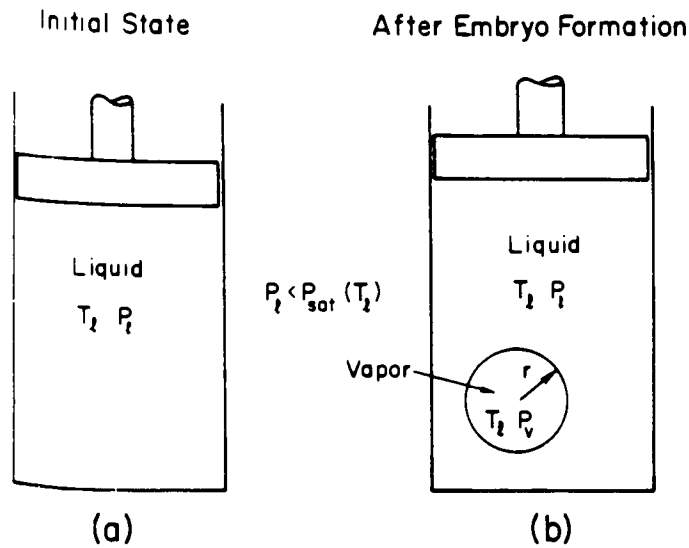 Initial State
After Embryo Formation
Liquid
T_l P_l
P_l < P_sat (T_l)
Liquid
T_l P_l
Vapor
r
T_l P_v
(a)
(b)